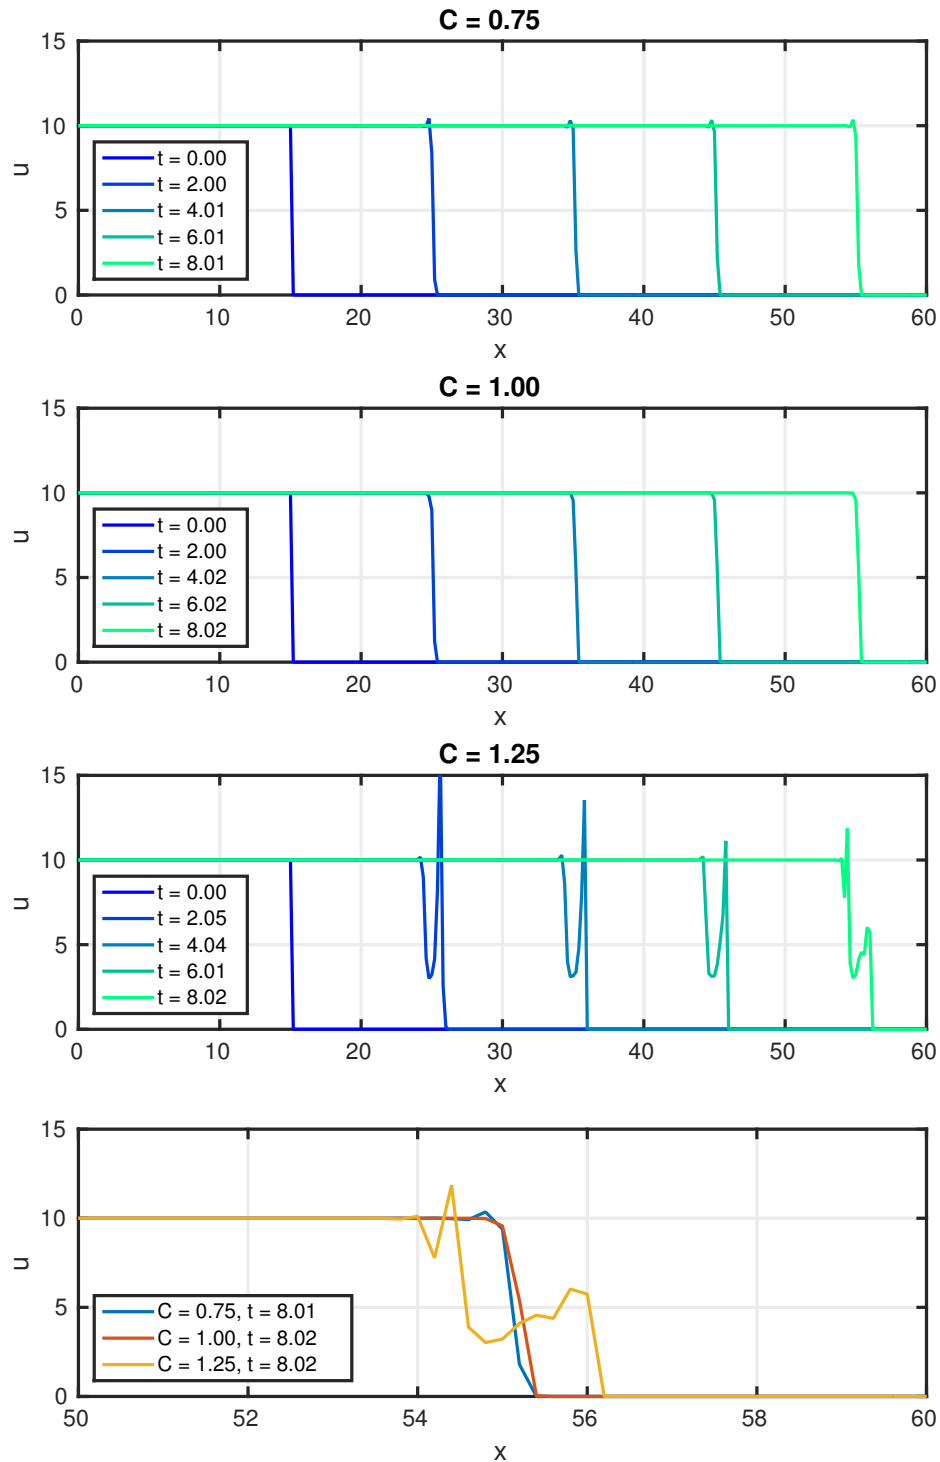 C = 0.75
15
10
5
0
u
t = 0.00
t = 2.00
t = 4.01
t = 6.01
t = 8.01
0 10 20 30 40 50 60
x
C = 1.00
15
10
5
0
u
t = 0.00
t = 2.00
t = 4.02
t = 6.02
t = 8.02
0 10 20 30 40 50 60
x
C = 1.25
15
10
5
0
u
t = 0.00
t = 2.05
t = 4.04
t = 6.01
t = 8.02
0 10 20 30 40 50 60
x
15
10
5
0
u
C = 0.75, t = 8.01
C = 1.00, t = 8.02
C = 1.25, t = 8.02
50 52 54 56 58 60
x